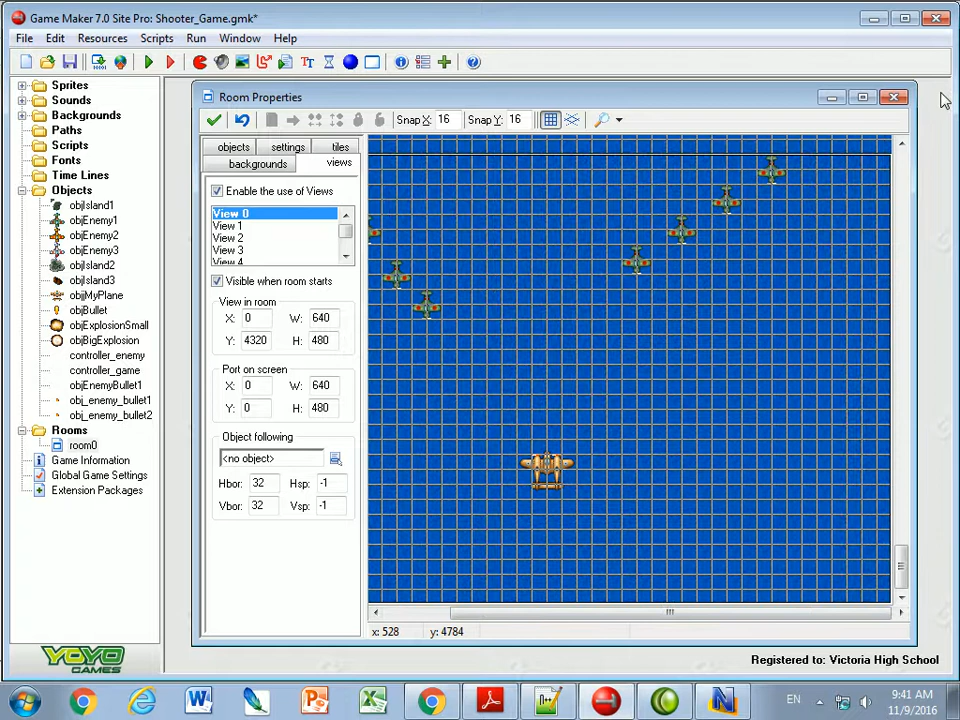 Game Maker 7.0 Site Pro: Shooter_Game.gmk*
File Edit Resources Scripts Run Window Help
Sprites
Sounds
Backgrounds
Paths
Scripts
Fonts
Time Lines
Objects
objIsland1
objEnemy1
objEnemy2
objEnemy3
objIsland2
objIsland3
objMyPlane
objBullet
objExplosionSmall
objBigExplosion
controller_enemy
controller_game
objEnemyBullet1
obj_enemy_bullet1
obj_enemy_bullet2
Rooms
room0
Game Information
Global Game Settings
Extension Packages
YOYO
GAMES
Room Properties
Snap X: 16 Snap Y: 16
objects settings tiles
backgrounds views
Enable the use of Views
View 0
View 1
View 2
View 3
View 4
Visible when room starts
View in room
X: 0 W: 640
Y: 4320 H: 480
Port on screen
X: 0 W: 640
Y: 0 H: 480
Object following
<no object>
Hbor: 32 Hsp: -1
Vbor: 32 Vsp: -1
x: 528 y: 4784
Registered to: Victoria High School
EN
9:41 AM
11/9/2016